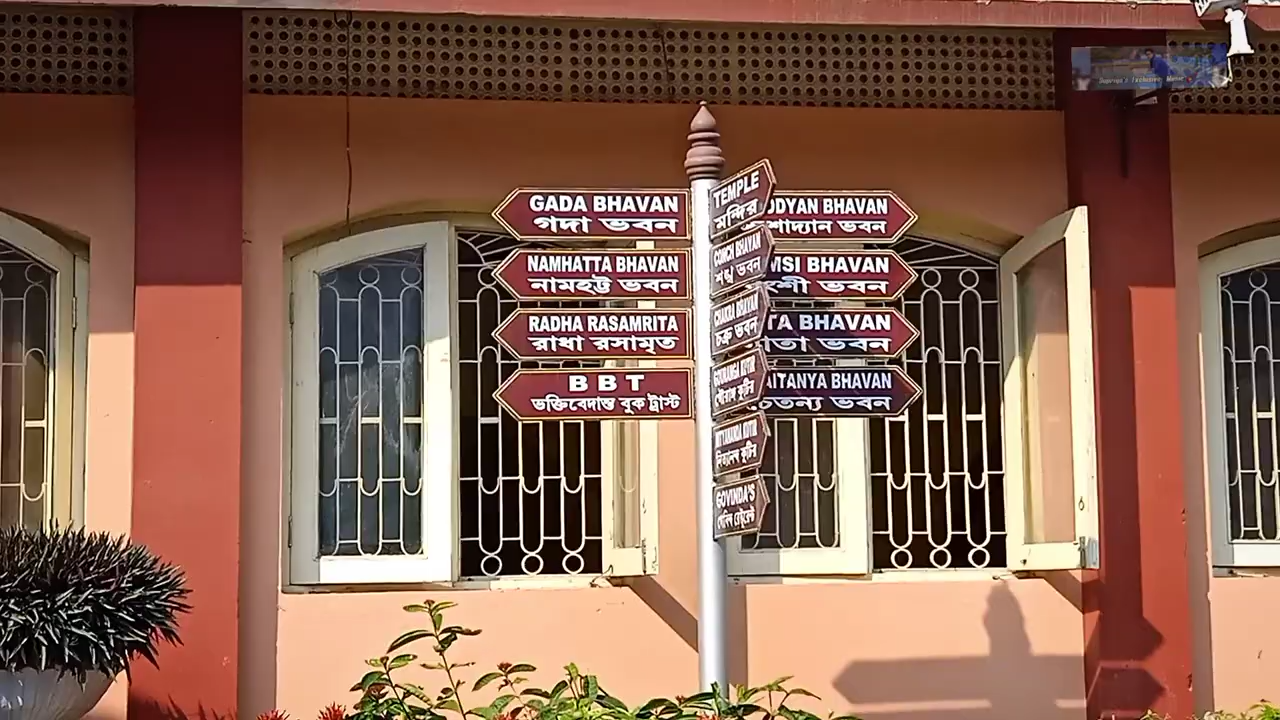 GADA BHAVAN
গদা ভবন
NAMHATTA BHAVAN
নামহট্ট ভবন
RADHA RASAMRITA
রাধা রসামৃত
B B T
ভক্তিবেদান্ত বুক ট্রাস্ট
TEMPLE
মন্দির
CONCH BHAVAN
শঙ্খ ভবন
CHAKRA BHAVAN
চক্র ভবন
GOURANGA KUTIR
গৌরাঙ্গ কুটির
NITYANANDA KUTIR
নিত্যানন্দ কুটির
GOVINDA'S
ODYAN BHAVAN
শোদ্যান ভবন
MSI BHAVAN
শী ভবন
TA BHAVAN
তা ভবন
AITANYA BHAVAN
চতন্য ভবন